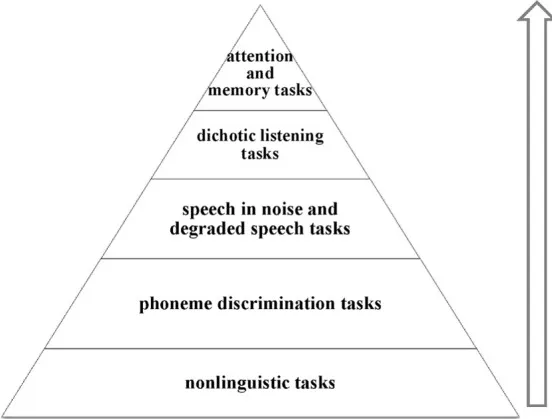 attention
and
memory tasks
dichotic listening
tasks
speech in noise and
degraded speech tasks
phoneme discrimination tasks
nonlinguistic tasks